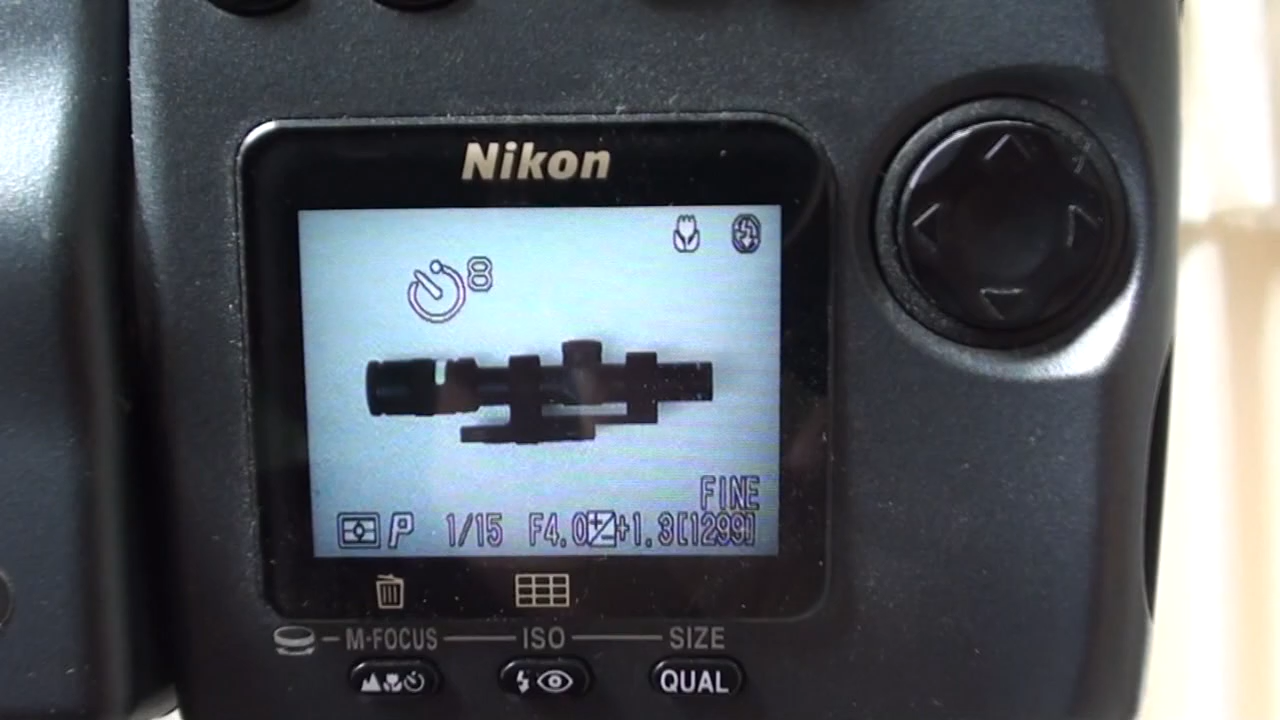 Nikon
8
FINE
P 1/15 F4.0 +1.3[1299]
M-FOCUS ISO SIZE
QUAL